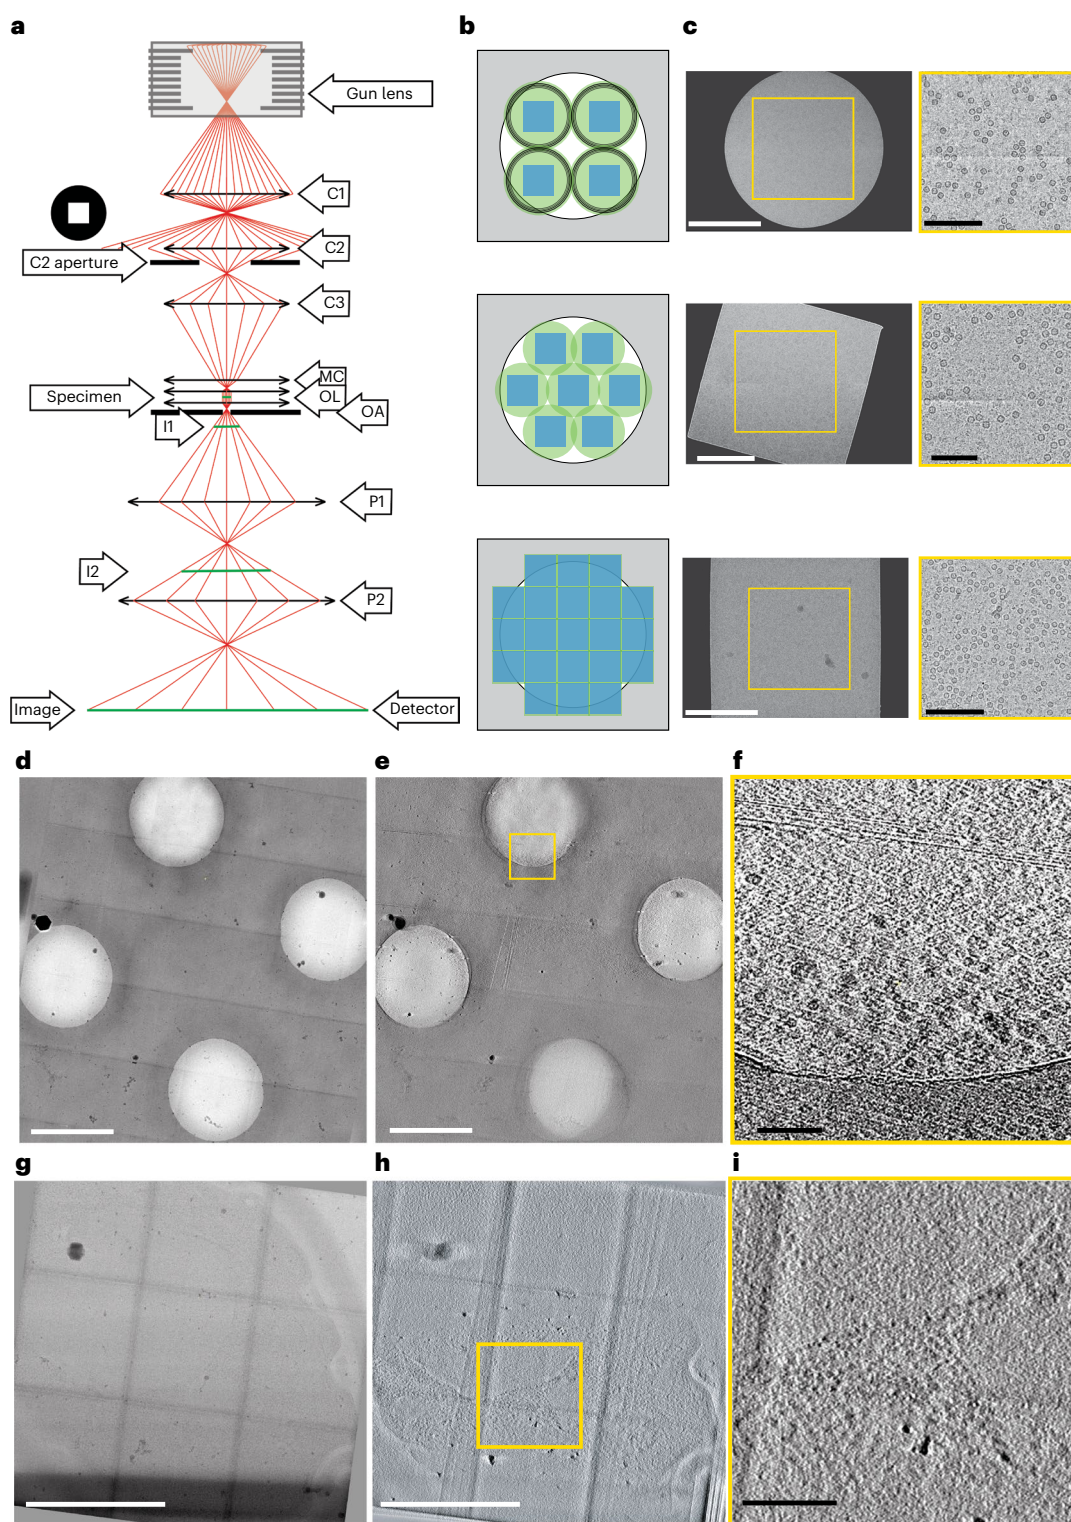 a
b
c
Gun lens
C1
C2
C2 aperture
C3
MC
Specimen
OL
OA
I1
P1
I2
P2
Image
Detector
d
e
f
g
h
i